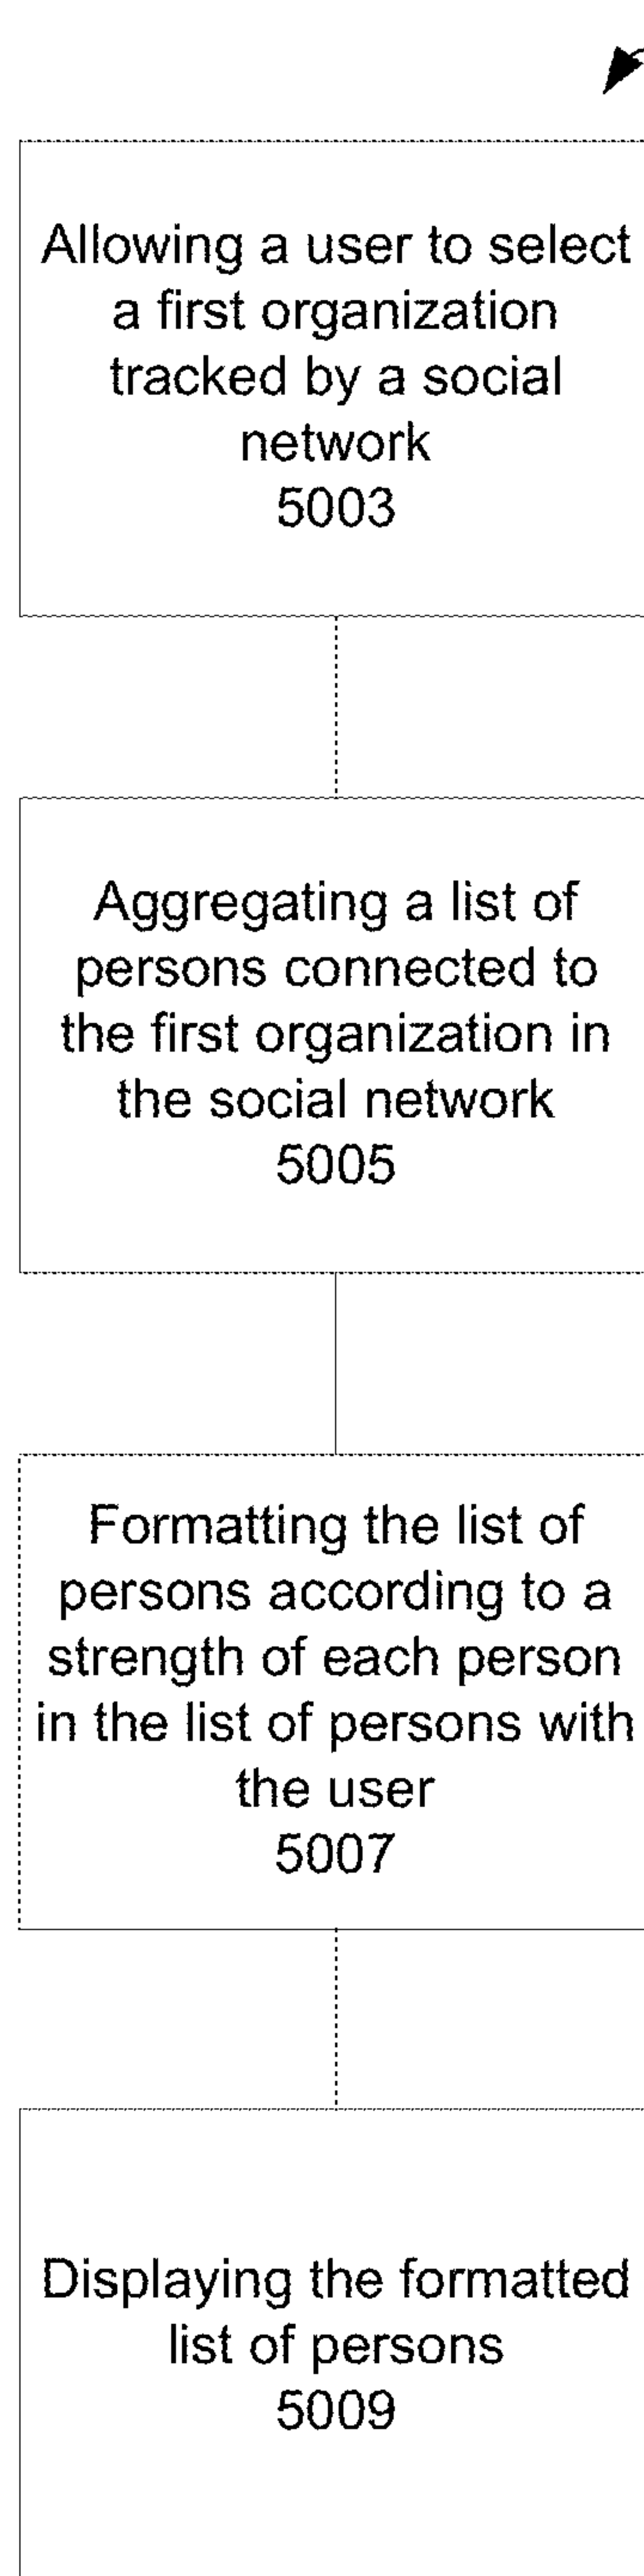 Allowing a user to select
a first organization
tracked by a social
network
5003
Aggregating a list of
persons connected to
the first organization in
the social network
5005
Formatting the list of
persons according to a
strength of each person
in the list of persons with
the user
5007
Displaying the formatted
list of persons
5009